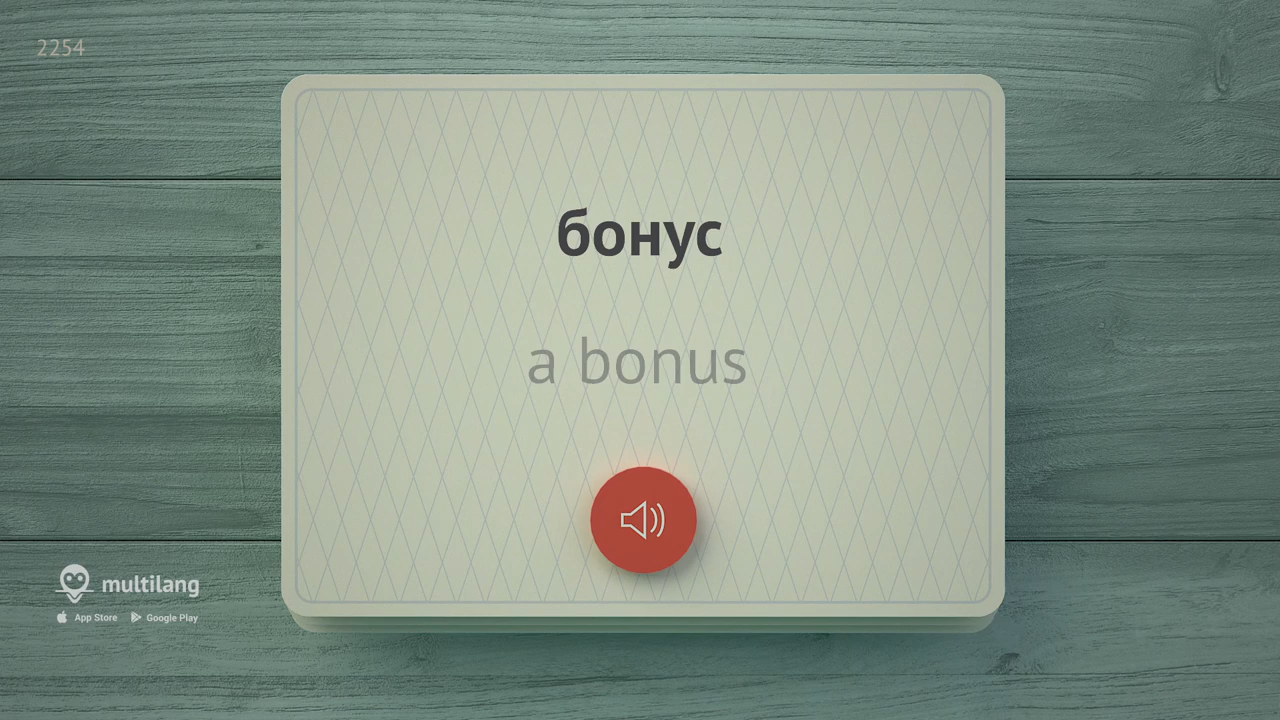 2254
бонус
a bonus
multilang
App Store
Google Play